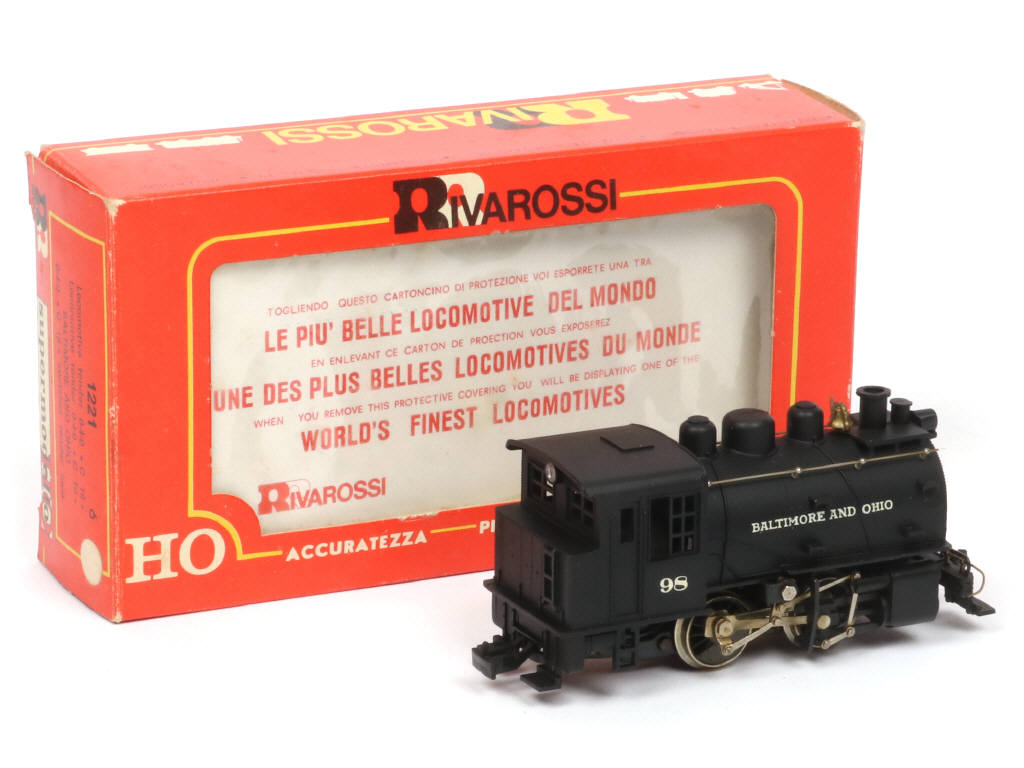 RIVAROSSI
RIVAROSSI
TOGLIENDO QUESTO CARTONCINO DI PROTEZIONE VOI ESPORRETE UNA TRA
LE PIU' BELLE LOCOMOTIVE DEL MONDO
EN ENLEVANT CE CARTON DE PROECTION VOUS EXPOSEREZ
UNE DES PLUS BELLES LOCOMOTIVES DU MONDE
WHEN YOU REMOVE THIS PROTECTIVE COVERING YOU WILL BE DISPLAYING ONE OF THE
WORLD'S FINEST LOCOMOTIVES
RIVAROSSI
HO
ACCURATEZZA
1221
BALTIMORE AND OHIO
98